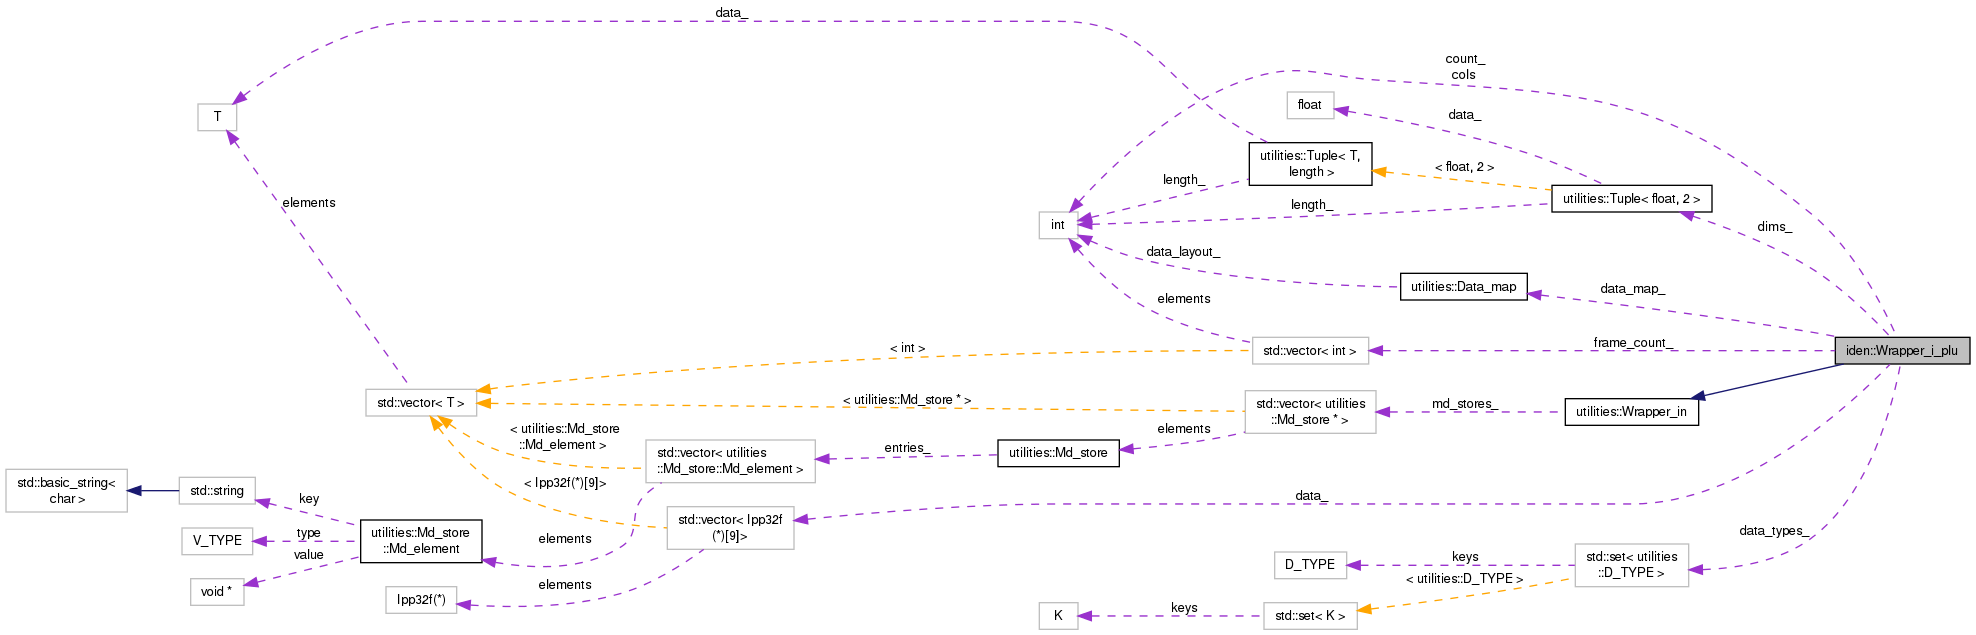 data_
count_
cols
float
T
data_
utilities::Tuple< T,
length >
< float, 2 >
length_
utilities::Tuple< float, 2 >
elements
length_
int
dims_
data_layout_
utilities::Data_map
data_map_
elements
< int >
std::vector< int >
frame_count_
iden::Wrapper_i_plu
std::vector< T >
< utilities::Md_store * >
std::vector< utilities
::Md_store * >
md_stores_
utilities::Wrapper_in
< utilities::Md_store
::Md_element >
elements
std::vector< utilities
::Md_store::Md_element >
entries_
utilities::Md_store
std::basic_string<
char >
std::string
key
< Ipp32f(*)[9]>
data_
std::vector< Ipp32f
(*)[9]>
V_TYPE
type
utilities::Md_store
::Md_element
elements
data_types_
value
void *
D_TYPE
keys
std::set< utilities
::D_TYPE >
elements
< utilities::D_TYPE >
Ipp32f(*)
K
keys
std::set< K >